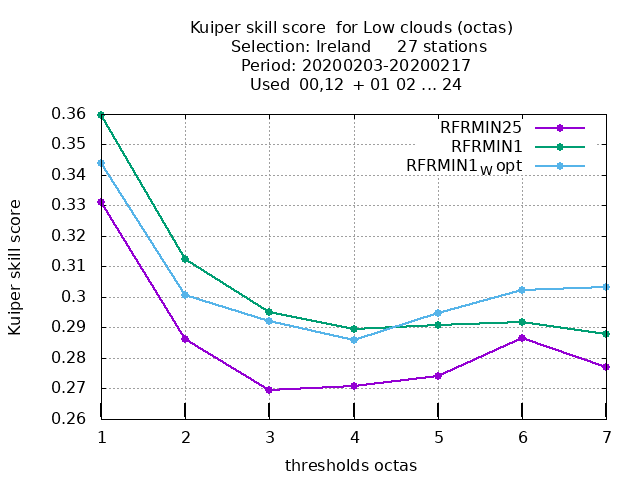 Kuiper skill score  for Low clouds (octas)
Selection: Ireland     27 stations
Period: 20200203-20200217
Used  00,12  + 01 02 ... 24
RFRMIN25
RFRMIN1
RFRMIN1W opt
Kuiper skill score
0.36
0.35
0.34
0.33
0.32
0.31
0.3
0.29
0.28
0.27
0.26
1 2 3 4 5 6 7
thresholds octas